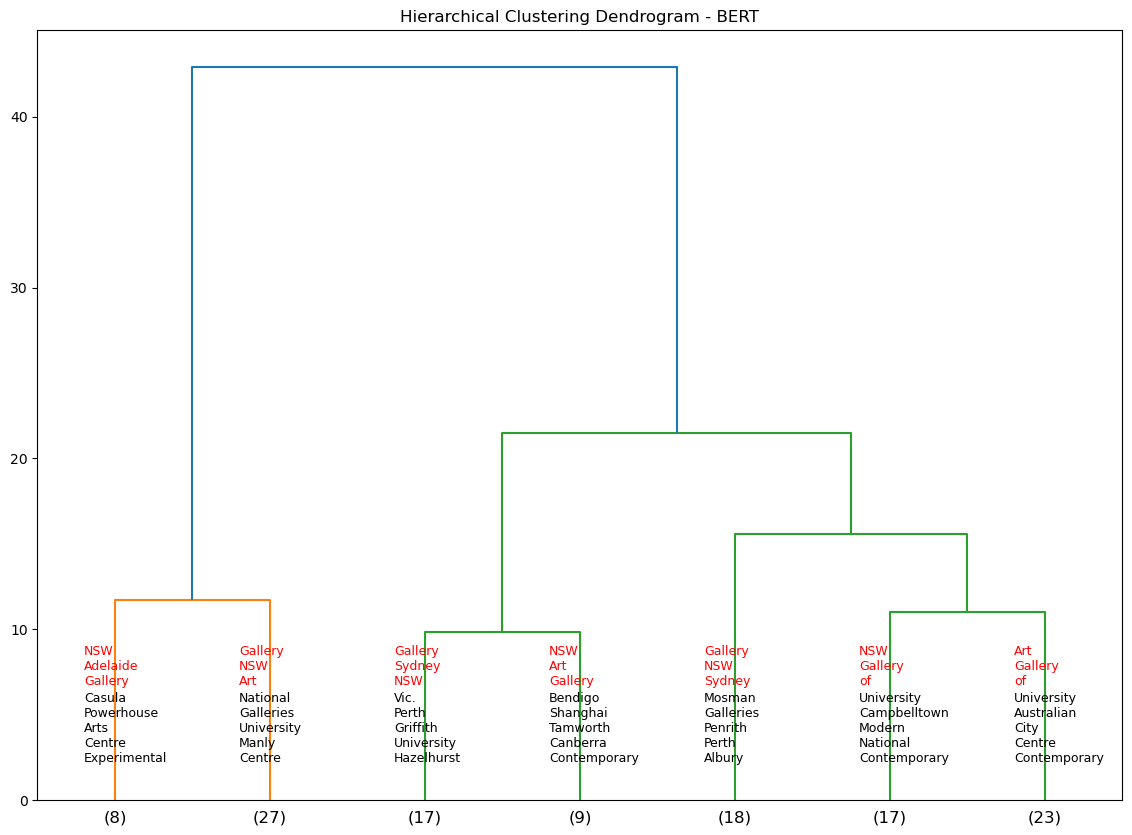 Hierarchical Clustering Dendrogram - BERT
40
30
20
10
0
NSW
Adelaide
Gallery
Casula
Powerhouse
Arts
Centre
Experimental
Gallery
NSW
Art
National
Galleries
University
Manly
Centre
Gallery
Sydney
NSW
Vic.
Perth
Griffith
University
Hazelhurst
NSW
Art
Gallery
Bendigo
Shanghai
Tamworth
Canberra
Contemporary
Gallery
NSW
Sydney
Mosman
Galleries
Penrith
Perth
Albury
NSW
Gallery
of
University
Campbelltown
Modern
National
Contemporary
Art
Gallery
of
University
Australian
City
Centre
Contemporary
(8)
(27)
(17)
(9)
(18)
(17)
(23)